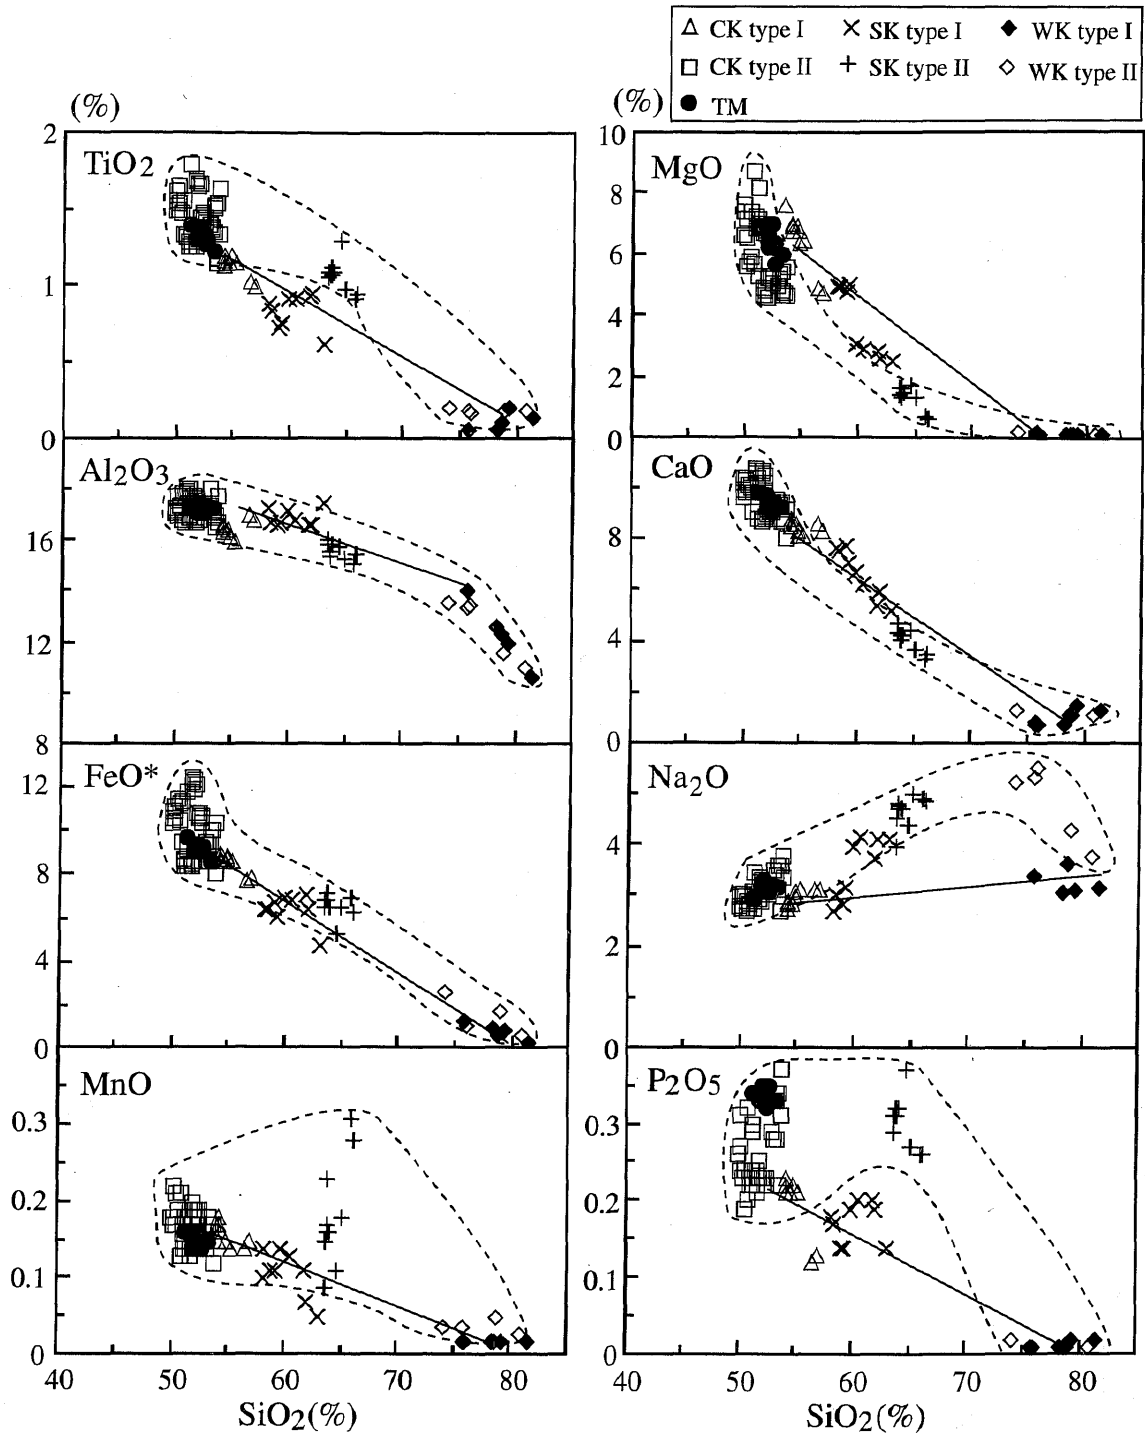 CK type I SK type I WK type I
CK type II SK type II WK type II
TM
(%) (%)
2 10
TiO2 MgO
8
6
1
4
2
0 0
Al2O3 CaO
16 8
12 4
8 0
FeO* Na2O
12
8 4
4 2
0 0
MnO P2O5
0.3 0.3
0.2 0.2
0.1 0.1
0 0
50 60 70 80 40 50 60 70 80
SiO2(%) SiO2(%)